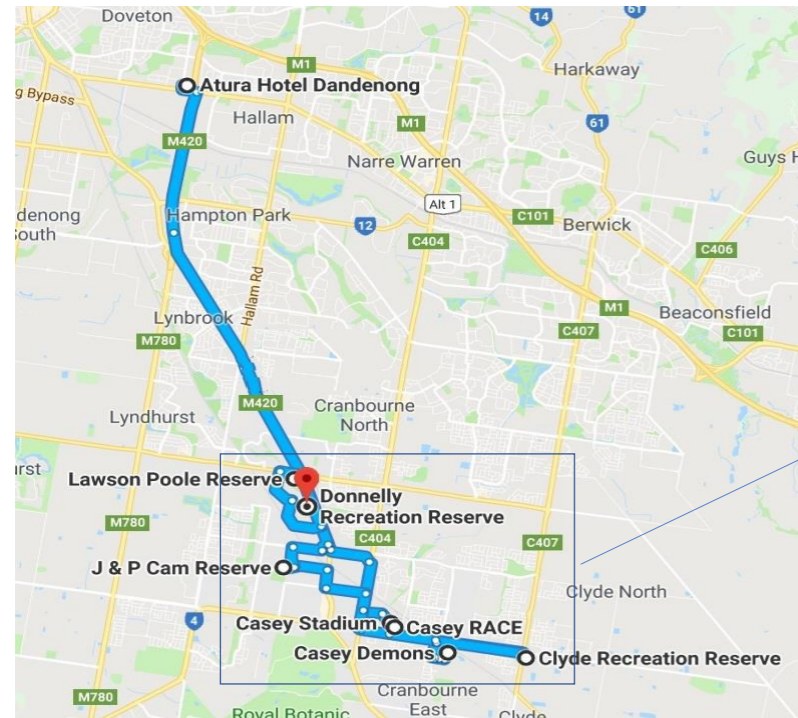 Doveton
14
61
M1
Harkaway
Atura Hotel Dandenong
g Bypass
Hallam
M1
61
M420
Narre Warren
Guys H
Alt 1
denong
South
Hampton Park
12
C101
Berwick
C404
C406
Hallam Rd
M1
Lynbrook
Beaconsfield
C407
C101
M780
M420
Cranbourne
North
Lyndhurst
rst
Lawson Poole Reserve
Donnelly
Recreation Reserve
M780
C404
C407
J & P Cam Reserve
Clyde North
4
Casey Stadium
Casey RACE
Casey Demons
Clyde Recreation Reserve
M780
Cranbourne
East
Royal Botanic
Clyde